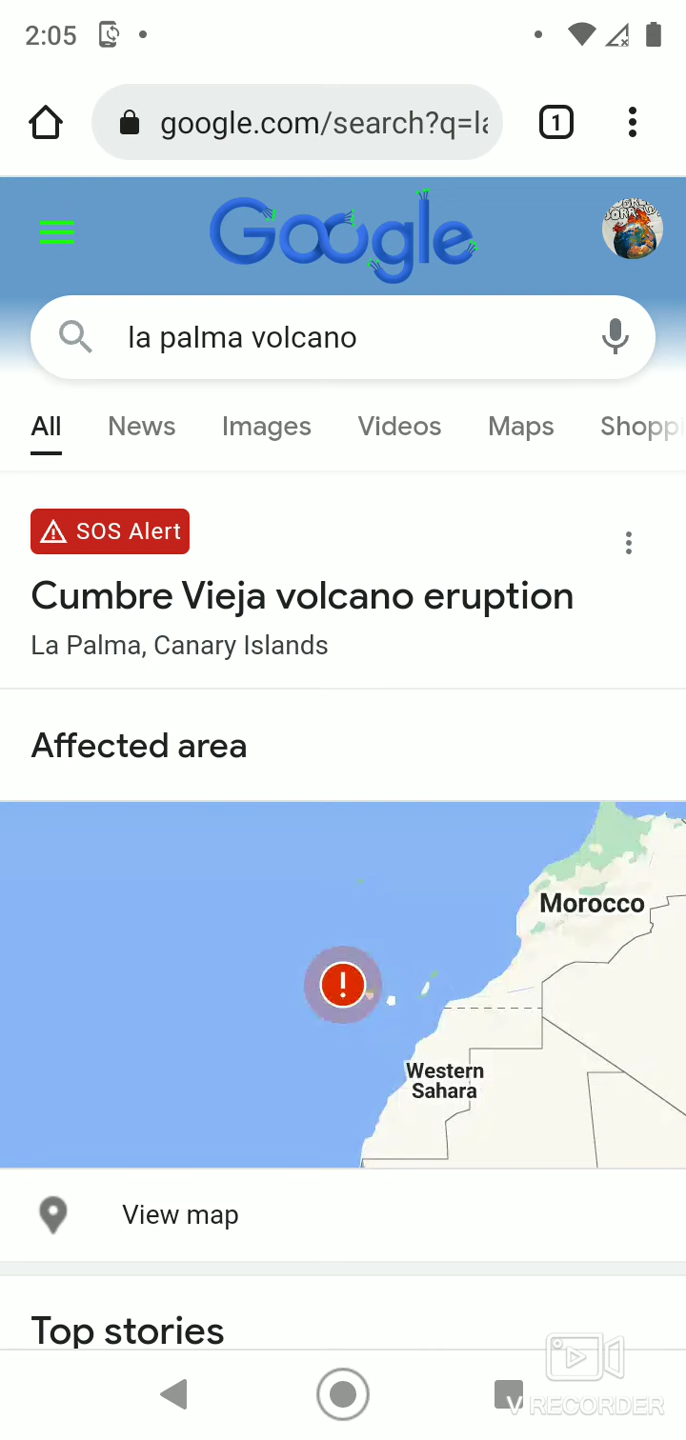 2:05
google.com/search?q=la
1
Google
la palma volcano
All News Images Videos Maps Shoppi
SOS Alert
Cumbre Vieja volcano eruption
La Palma, Canary Islands
Affected area
Morocco
Western
Sahara
View map
Top stories
V RECORDER